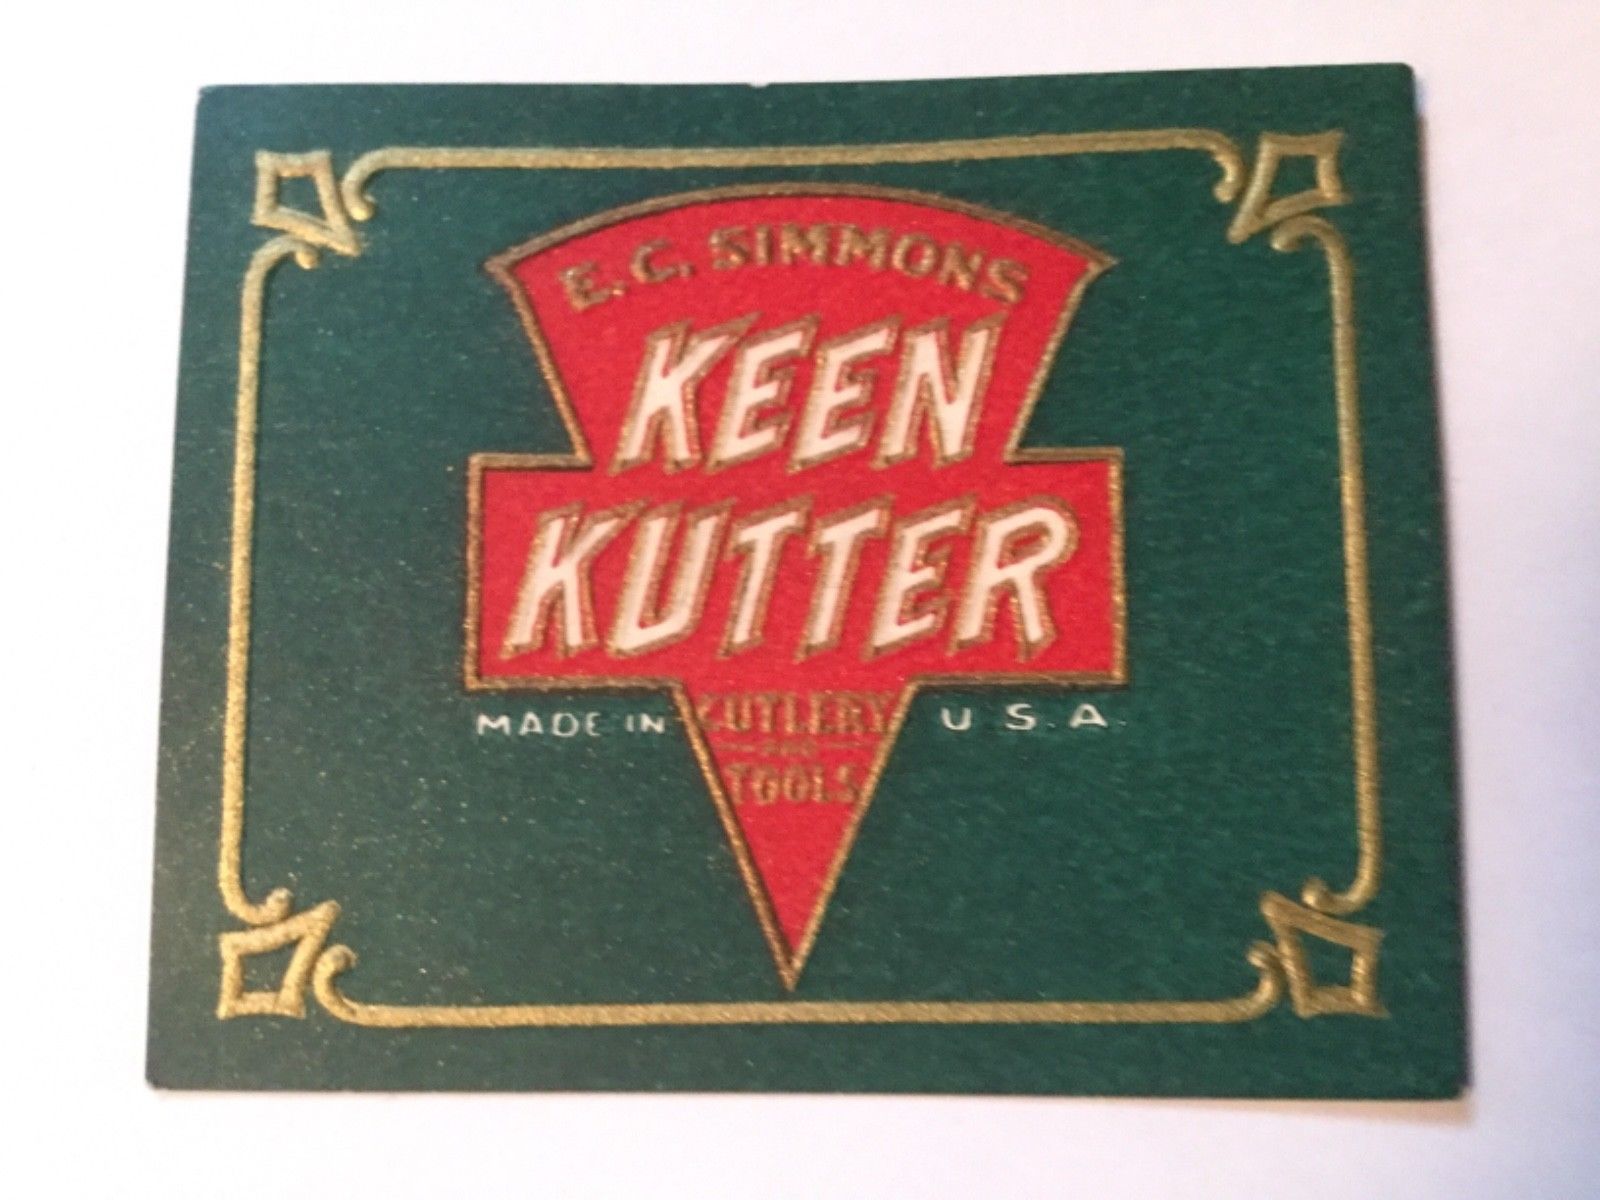 E. C. SIMMONS
KEEN
KUTTER
MADE IN CUTLERY U. S. A.
AND
TOOLS